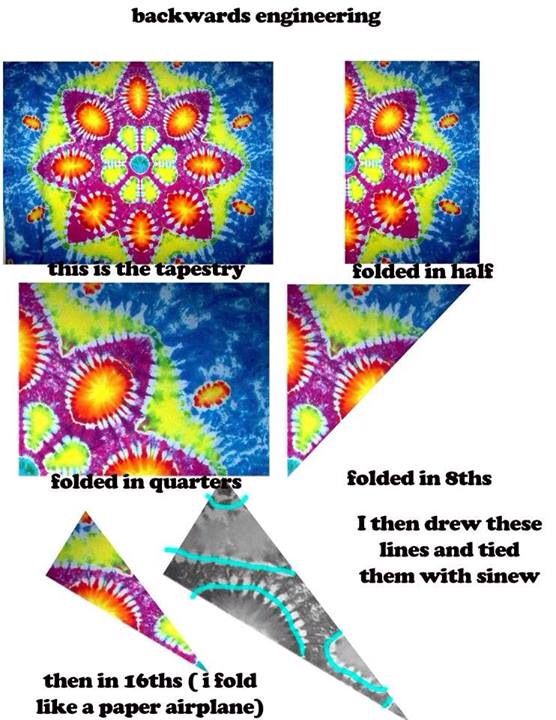 backwards engineering
this is the tapestry
folded in half
folded in quarters
folded in 8ths
I then drew these
lines and tied
them with sinew
then in 16ths ( i fold
like a paper airplane)